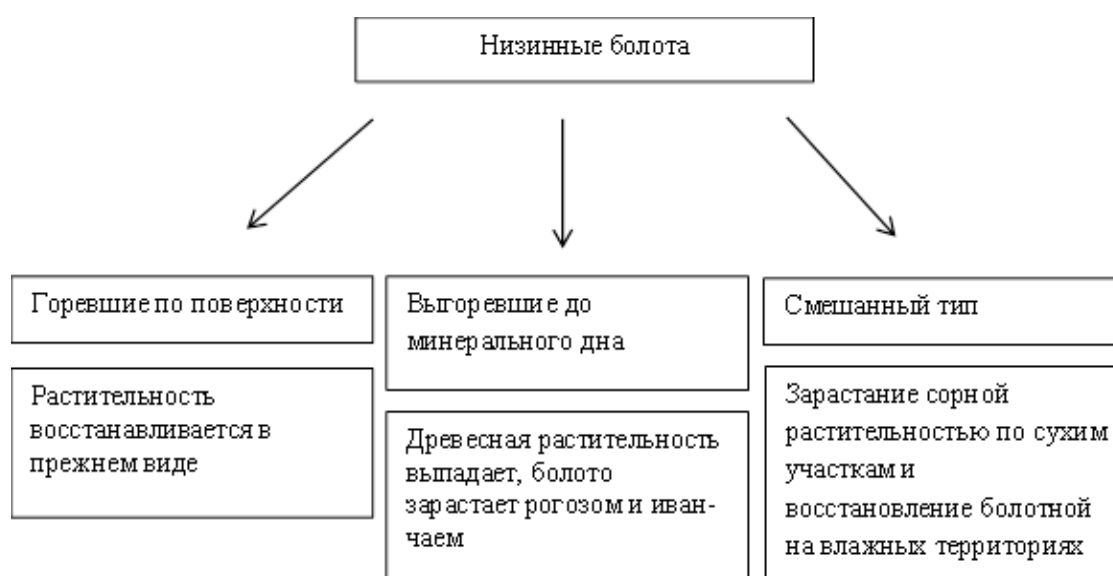 Низинные болота
Горевшие по поверхности
Растительность
восстанавливается в
прежнем виде
Выгоревшие до
минерального дна
Древесная растительность
выпадает, болото
зарастает рогозом и иван-
чаем
Смешанный тип
Зарастание сорной
растительностью по сухим
участкам и
восстановление болотной
на влажных территориях